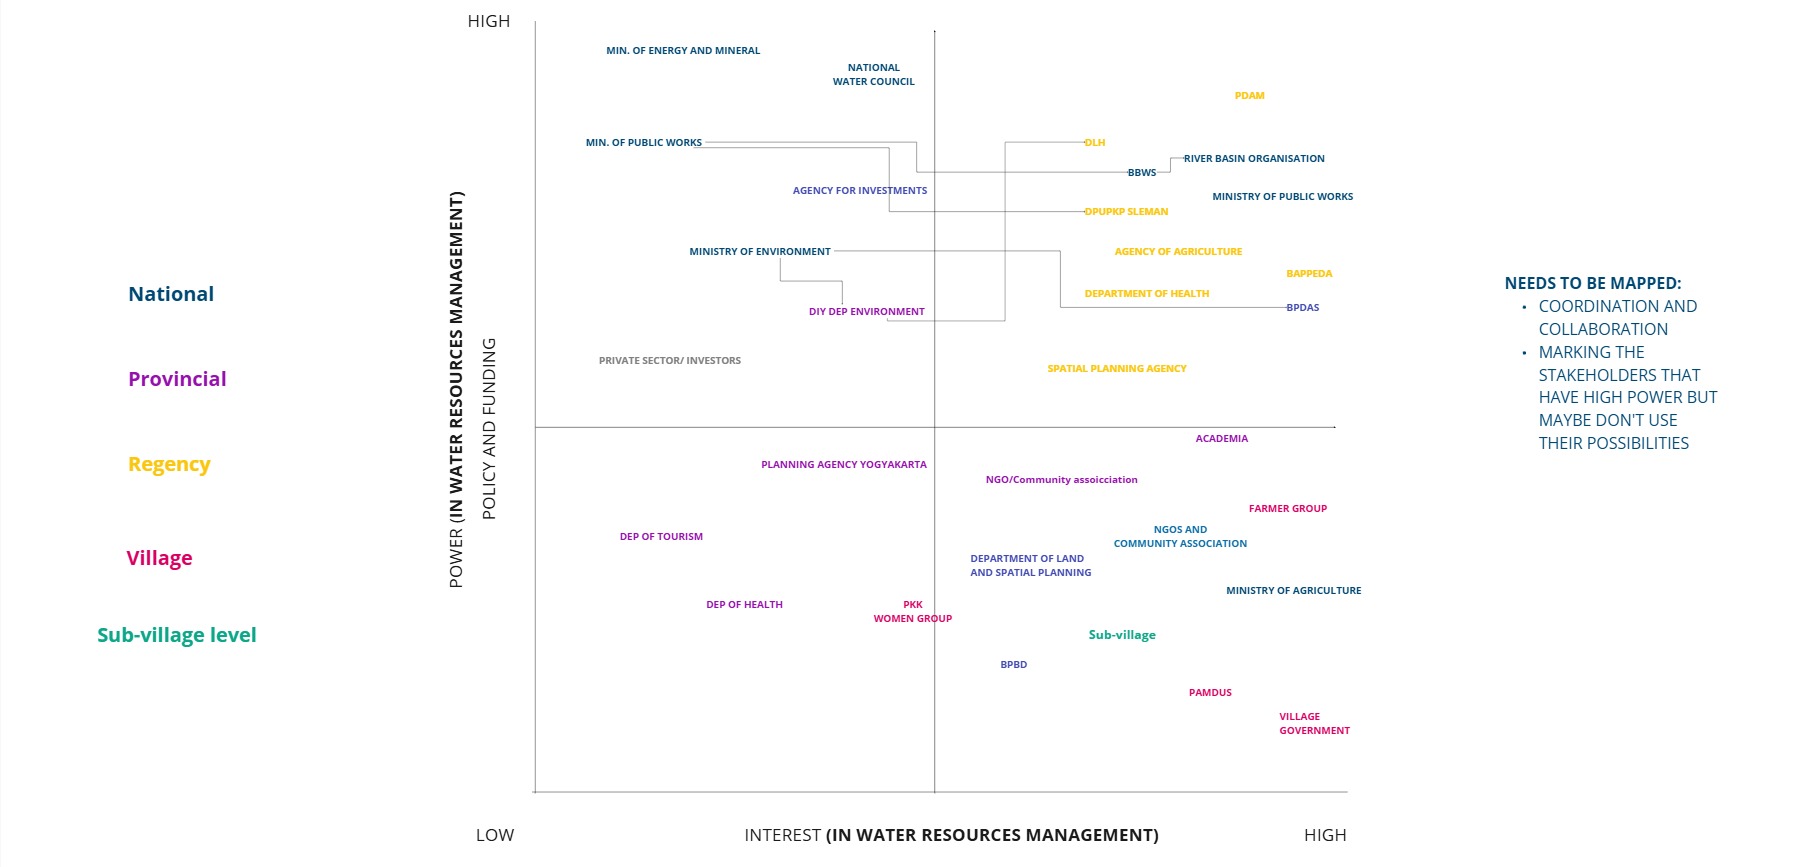 HIGH
MIN. OF ENERGY AND MINERAL
NATIONAL
WATER COUNCIL
PDAM
MIN. OF PUBLIC WORKS
DLH
RIVER BASIN ORGANISATION
BBWS
AGENCY FOR INVESTMENTS
MINISTRY OF PUBLIC WORKS
DPUPKP SLEMAN
MINISTRY OF ENVIRONMENT
AGENCY OF AGRICULTURE
BAPPEDA
DEPARTMENT OF HEALTH
BPDAS
DIY DEP ENVIRONMENT
PRIVATE SECTOR/ INVESTORS
SPATIAL PLANNING AGENCY
ACADEMIA
PLANNING AGENCY YOGYAKARTA
NGO/Community assoicciation
FARMER GROUP
NGOS AND
COMMUNITY ASSOCIATION
DEP OF TOURISM
DEPARTMENT OF LAND
AND SPATIAL PLANNING
MINISTRY OF AGRICULTURE
DEP OF HEALTH
PKK
WOMEN GROUP
Sub-village
BPBD
PAMDUS
VILLAGE
GOVERNMENT
National
Provincial
Regency
Village
Sub-village level
POWER (IN WATER RESOURCES MANAGEMENT)
POLICY AND FUNDING
NEEDS TO BE MAPPED:
• COORDINATION AND
COLLABORATION
• MARKING THE
STAKEHOLDERS THAT
HAVE HIGH POWER BUT
MAYBE DON'T USE
THEIR POSSIBILITIES
LOW
INTEREST (IN WATER RESOURCES MANAGEMENT)
HIGH